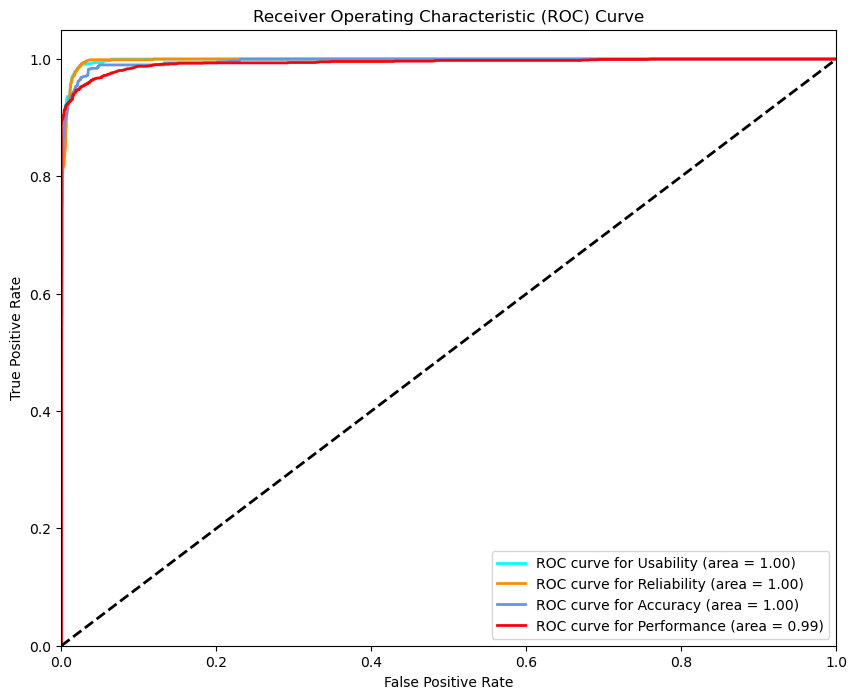 Receiver Operating Characteristic (ROC) Curve
True Positive Rate
1.0
0.8
0.6
0.4
0.2
0.0
ROC curve for Usability (area = 1.00)
ROC curve for Reliability (area = 1.00)
ROC curve for Accuracy (area = 1.00)
ROC curve for Performance (area = 0.99)
0.0 0.2 0.4 0.6 0.8 1.0
False Positive Rate